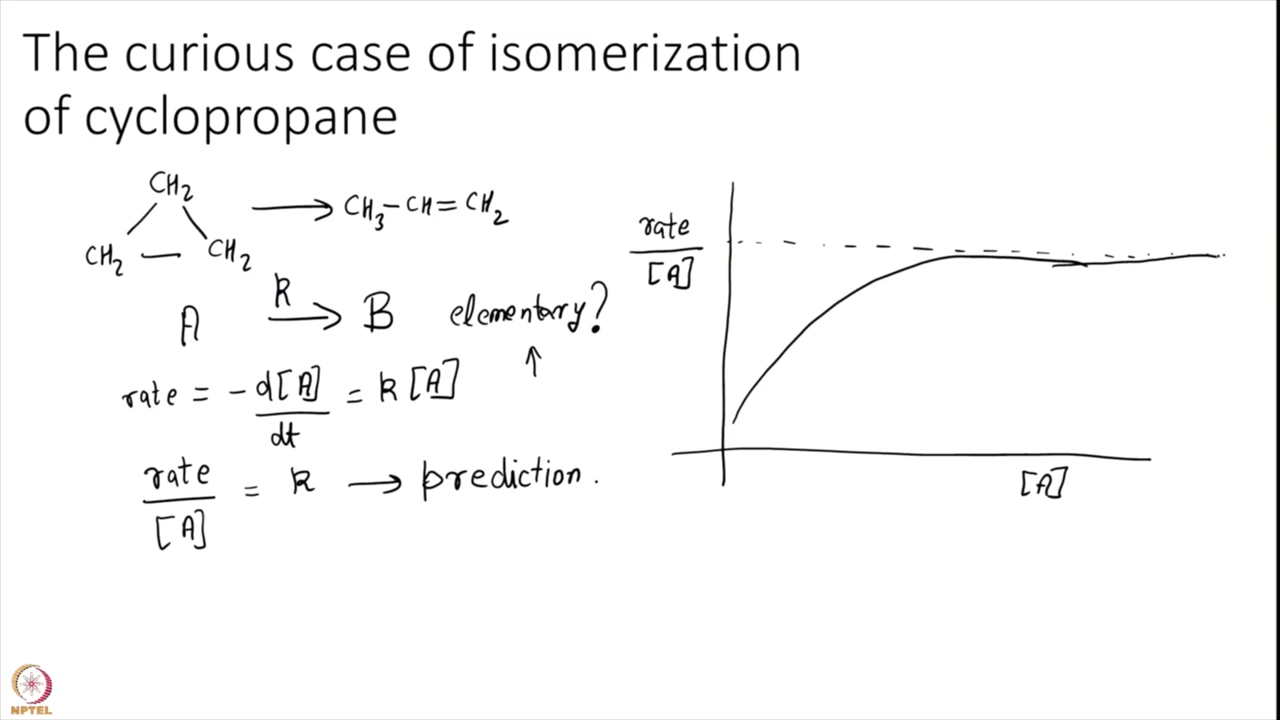 The curious case of isomerization
of cyclopropane
CH2
CH2 — CH2 ⟶ CH3-CH=CH2
A k⟶ B elementary?
rate = -d[A]/dt = k[A]
rate/[A] = k → prediction.
rate/[A]
[A]
NPTEL